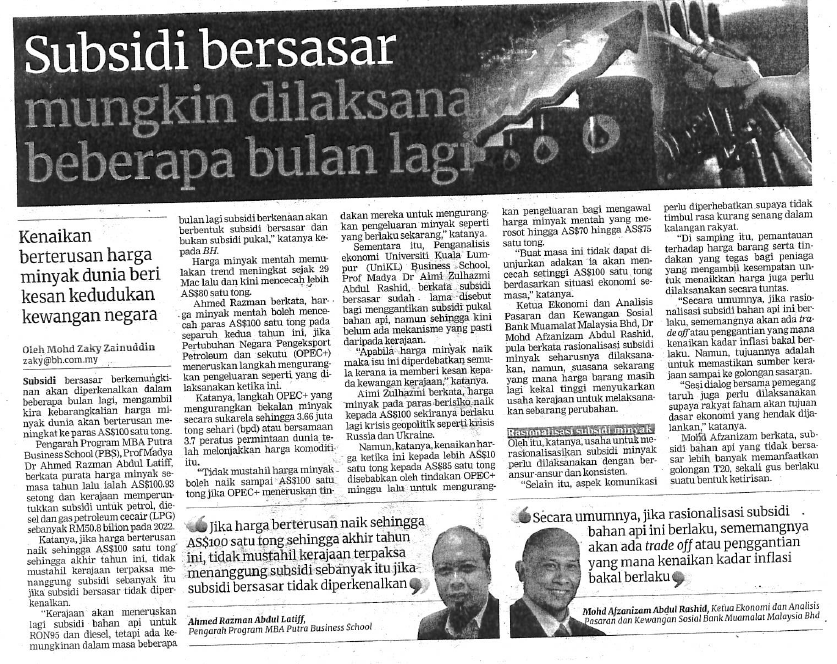 Subsidi bersasar
mungkin dilaksana
beberapa bulan lagi
Kenaikan
berterusan harga
minyak dunia beri
kesan kedudukan
kewangan negara
Oleh Mohd Zaky Zainuddin
zaky@bh.com.my
Subsidi bersasar berkemungkinan
akan diperkenalkan dalam
beberapa bulan lagi, mengambil
kira kebarangkalian harga minyak
dunia akan berterusan meningkat
ke paras AS$100 satu tong.
Pengarah Program MBA Putra
Business School (PBS), Prof Madya
Dr Ahmed Razman Abdul Latiff,
berkata purata harga minyak semasa
tahun lalu ialah AS$100.93
setong dan kerajaan memperuntukkan
subsidi untuk petrol, diesel
dan gas petroleum cecair (LPG)
sebanyak RM50.8 bilion pada 2022.
Katanya, jika harga berterusan
naik sehingga AS$100 satu tong
sehingga akhir tahun ini, tidak
mustahil kerajaan terpaksa menanggung
subsidi sebanyak itu
jika subsidi bersasar tidak diperkenalkan.
"Kerajaan akan meneruskan
lagi subsidi bahan api untuk
RON95 dan diesel, tetapi ada kemungkinan
dalam masa beberapa
bulan lagi subsidi berkenaan akan
berbentuk subsidi bersasar dan
bukan subsidi pukal," katanya kepada
BH.
Harga minyak mentah memulakan
trend meningkat sejak 29
Mac lalu dan kini mencecah lebih
AS$80 satu tong.
Ahmed Razman berkata, harga
minyak mentah boleh mencecah
paras AS$100 satu tong pada
separuh kedua tahun ini, jika
Pertubuhan Negara Pengeksport
Petroleum dan sekutu (OPEC+)
meneruskan langkah mengurangkan
pengeluaran seperti yang dilaksanakan
ketika ini.
Katanya, langkah OPEC+ yang
mengurangkan bekalan minyak
secara sukarela sehingga 3.66 juta
tong sehari (bpd) atau bersamaan
3.7 peratus permintaan dunia telah
melonjakkan harga komoditi
itu.
"Tidak mustahil harga minyak
boleh naik sampai AS$100 satu
tong jika OPEC+ meneruskan tindakan
mereka untuk mengurangkan
pengeluaran minyak seperti
yang berlaku sekarang," katanya.
Sementara itu, Penganalisis
ekonomi Universiti Kuala Lumpur
(UniKL) Business School,
Prof Madya Dr Aimi Zulhazmi
Abdul Rashid, berkata subsidi
bersasar sudah lama disebut
bagi menggantikan subsidi pukal
bahan api, namun sehingga kini
belum ada mekanisme yang pasti
daripada kerajaan.
"Apabila harga minyak naik
maka isu ini diperdebatkan semula
kerana ia memberi kesan kepada
kewangan kerajaan," katanya.
Aimi Zulhazmi berkata, harga
minyak pada paras berisiko naik
kepada AS$100 sekiranya berlaku
lagi krisis geopolitik seperti krisis
Russia dan Ukraine.
Namun, katanya, kenaikan harga
ketika ini kepada lebih AS$10
satu tong kepada AS$85 satu tong
disebabkan oleh tindakan OPEC+
minggu lalu untuk mengurangkan
pengeluaran bagi mengawal
harga minyak mentah yang merosot
hingga AS$70 hingga AS$75
satu tong.
"Buat masa ini tidak dapat ditunjurkan
adakan ia akan mencecah
setinggi AS$100 satu tong
berdasarkan situasi ekonomi semasa,"
katanya.
Ketua Ekonomi dan Analisis
Pasaran dan Kewangan Sosial
Bank Muamalat Malaysia Bhd, Dr
Mohd Afzanizam Abdul Rashid,
pula berkata rasionalisasi subsidi
minyak seharusnya dilaksanakan,
namun, suasana sekarang
yang mana harga barang masih
lagi kekal tinggi menyukarkan
usaha kerajaan untuk melaksanakan
sebarang perubahan.
Rasionalisasi subsidi minyak
Oleh itu, katanya, usaha untuk merasionalisasikan
subsidi minyak
perlu dilaksanakan dengan beransur-ansur
dan konsisten.
"Selain itu, aspek komunikasi
perlu diperhebatkan supaya tidak
timbul rasa kurang senang dalam
kalangan rakyat.
"Di samping itu, pemantauan
terhadap harga barang serta tindakan
yang tegas bagi peniaga
yang mengambil kesempatan untuk
menaikkan harga juga perlu
dilaksanakan secara tuntas.
"Secara umumnya, jika rasionalisasi
subsidi bahan api ini berlaku,
sememangnya akan ada trade
off atau penggantian yang mana
kenaikan kadar inflasi bakal berlaku.
Namun, tujuannya adalah
untuk memastikan sumber kerajaan
sampai ke golongan sasaran.
"Sesi dialog bersama pemegang
taruh juga perlu dilaksanakan
supaya rakyat faham akan tujuan
dasar ekonomi yang hendak dijalankan,"
katanya.
Mohd Afzanizam berkata, subsidi
bahan api yang tidak bersasar
lebih banyak memanfaatkan
golongan T20, sekali gus berlaku
suatu bentuk ketirisan.
"Jika harga berterusan naik sehingga
AS$100 satu tong sehingga akhir tahun
ini, tidak mustahil kerajaan terpaksa
menanggung subsidi sebanyak itu jika
subsidi bersasar tidak diperkenalkan"
Ahmed Razman Abdul Latiff,
Pengarah Program MBA Putra Business School
"Secara umumnya, jika rasionalisasi subsidi
bahan api ini berlaku, sememangnya
akan ada trade off atau penggantian
yang mana kenaikan kadar inflasi
bakal berlaku"
Mohd Afzanizam Abdul Rashid, Ketua Ekonomi dan Analisis
Pasaran dan Kewangan Sosial Bank Muamalat Malaysia Bhd